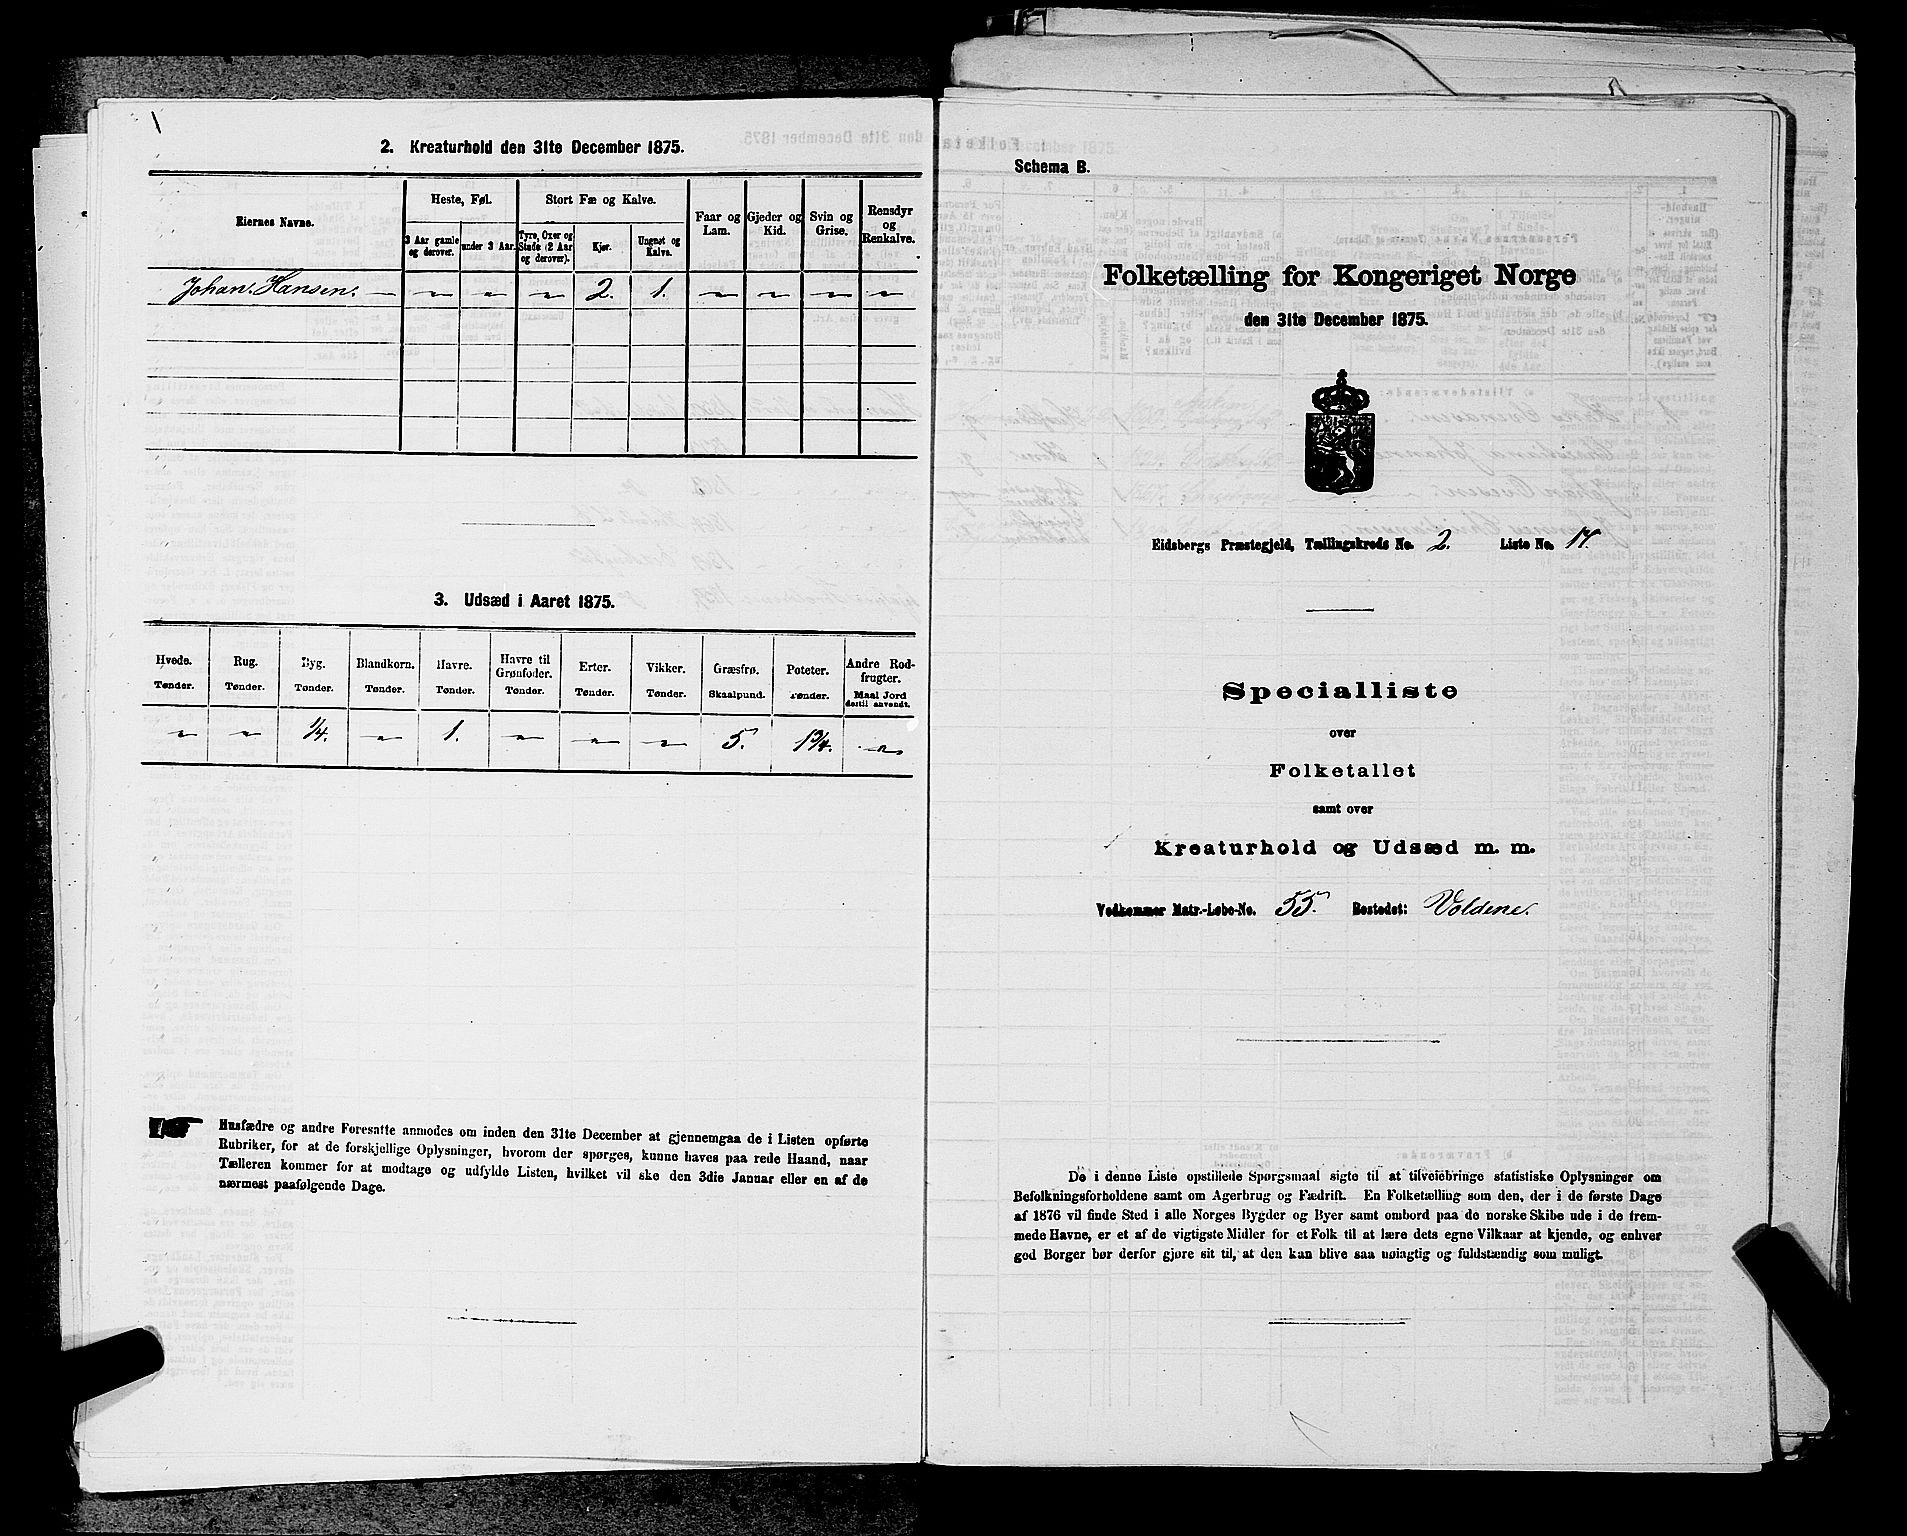 2. Kreaturhold den 31te December 1875.
Eiernes Navne.
Heste, Føl.
Stort Fæ og Kalve.
Faar og Lam.
Gjeder og Kid.
Svin og Grise.
Rensdyr og Renkalve.
3 Aar gamle og derover.
under 3 Aar.
Tyre, Oxer og Stude (2 Aar og derover).
Kjør.
Ungnøt og Kalve.
Johan Hansen. — „ „ „ 2. 1. „ „ „ „
3. Udsæd i Aaret 1875.
Hvede. Rug. Byg. Blandkorn. Havre. Havre til Grønfoder. Erter. Vikker. Græsfrø. Poteter. Andre Rodfrugter.
Tønder. Tønder. Tønder. Tønder. Tønder. Tønder. Tønder. Tønder. Skaalpund. Tønder. Maal Jord dertil anvendt.
„ „ 1/4. „ 1. „ „ „ 5. 1 3/4. „
Husfædre og andre Foresatte anmodes om inden den 31te December at gjennemgaa de i Listen opførte
Rubriker, for at de forskjellige Oplysninger, hvorom der spørges, kunne haves paa rede Haand, naar
Tælleren kommer for at modtage og udfylde Listen, hvilket vil ske den 3die Januar eller en af de
nærmest paafølgende Dage.
Schema B.
Folketælling for Kongeriget Norge
den 31te December 1875.
Eidsbergs Præstegjeld, Tællingskreds No. 2. Liste No. 17.
Specialliste
over
Folketallet
samt over
Kreaturhold og Udsæd m. m.
Vedkommer Matr.-Løbe-No. 55. Bostedet: Voldene.
De i denne Liste opstillede Spørgsmaal sigte til at tilveiebringe statistiske Oplysninger om
Befolkningsforholdene samt om Agerbrug og Fædrift. En Folketælling som den, der i de første Dage
af 1876 vil finde Sted i alle Norges Bygder og Byer samt ombord paa de norske Skibe ude i de frem-
mede Havne, er et af de vigtigste Midler for et Folk til at lære dets egne Vilkaar at kjende, og enhver
god Borger bør derfor gjøre sit til, at den kan blive saa nøiagtig og fuldstændig som muligt.